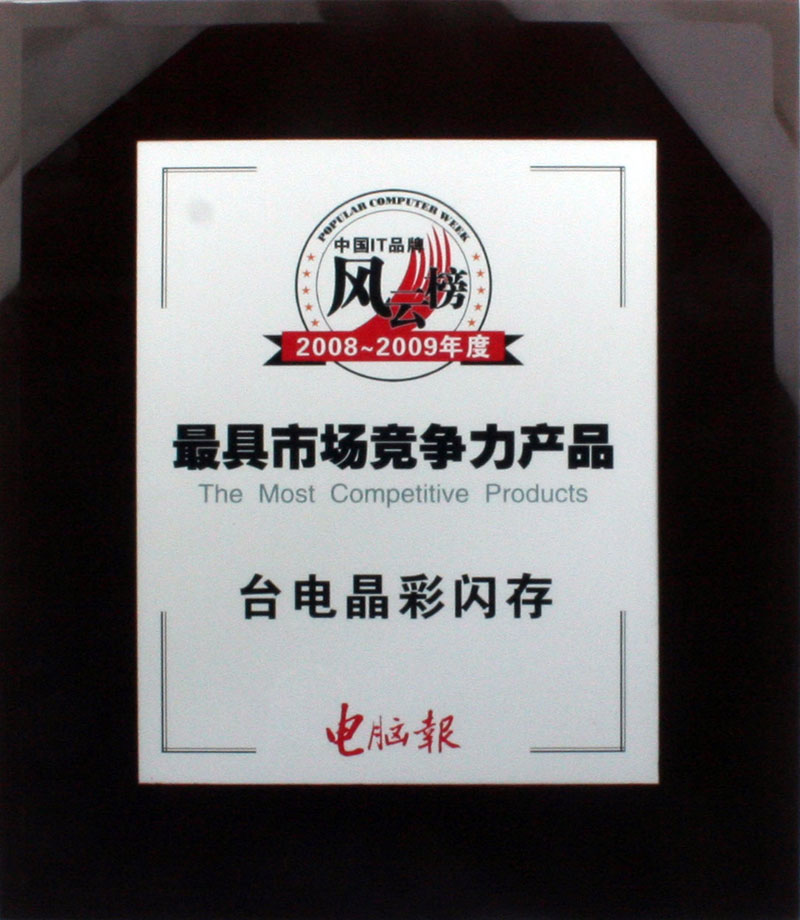 POPULAR COMPUTER WEEK
中国IT品牌
风云榜
2008~2009年度
最具市场竞争力产品
The Most Competitive Products
台电晶彩闪存
电脑報